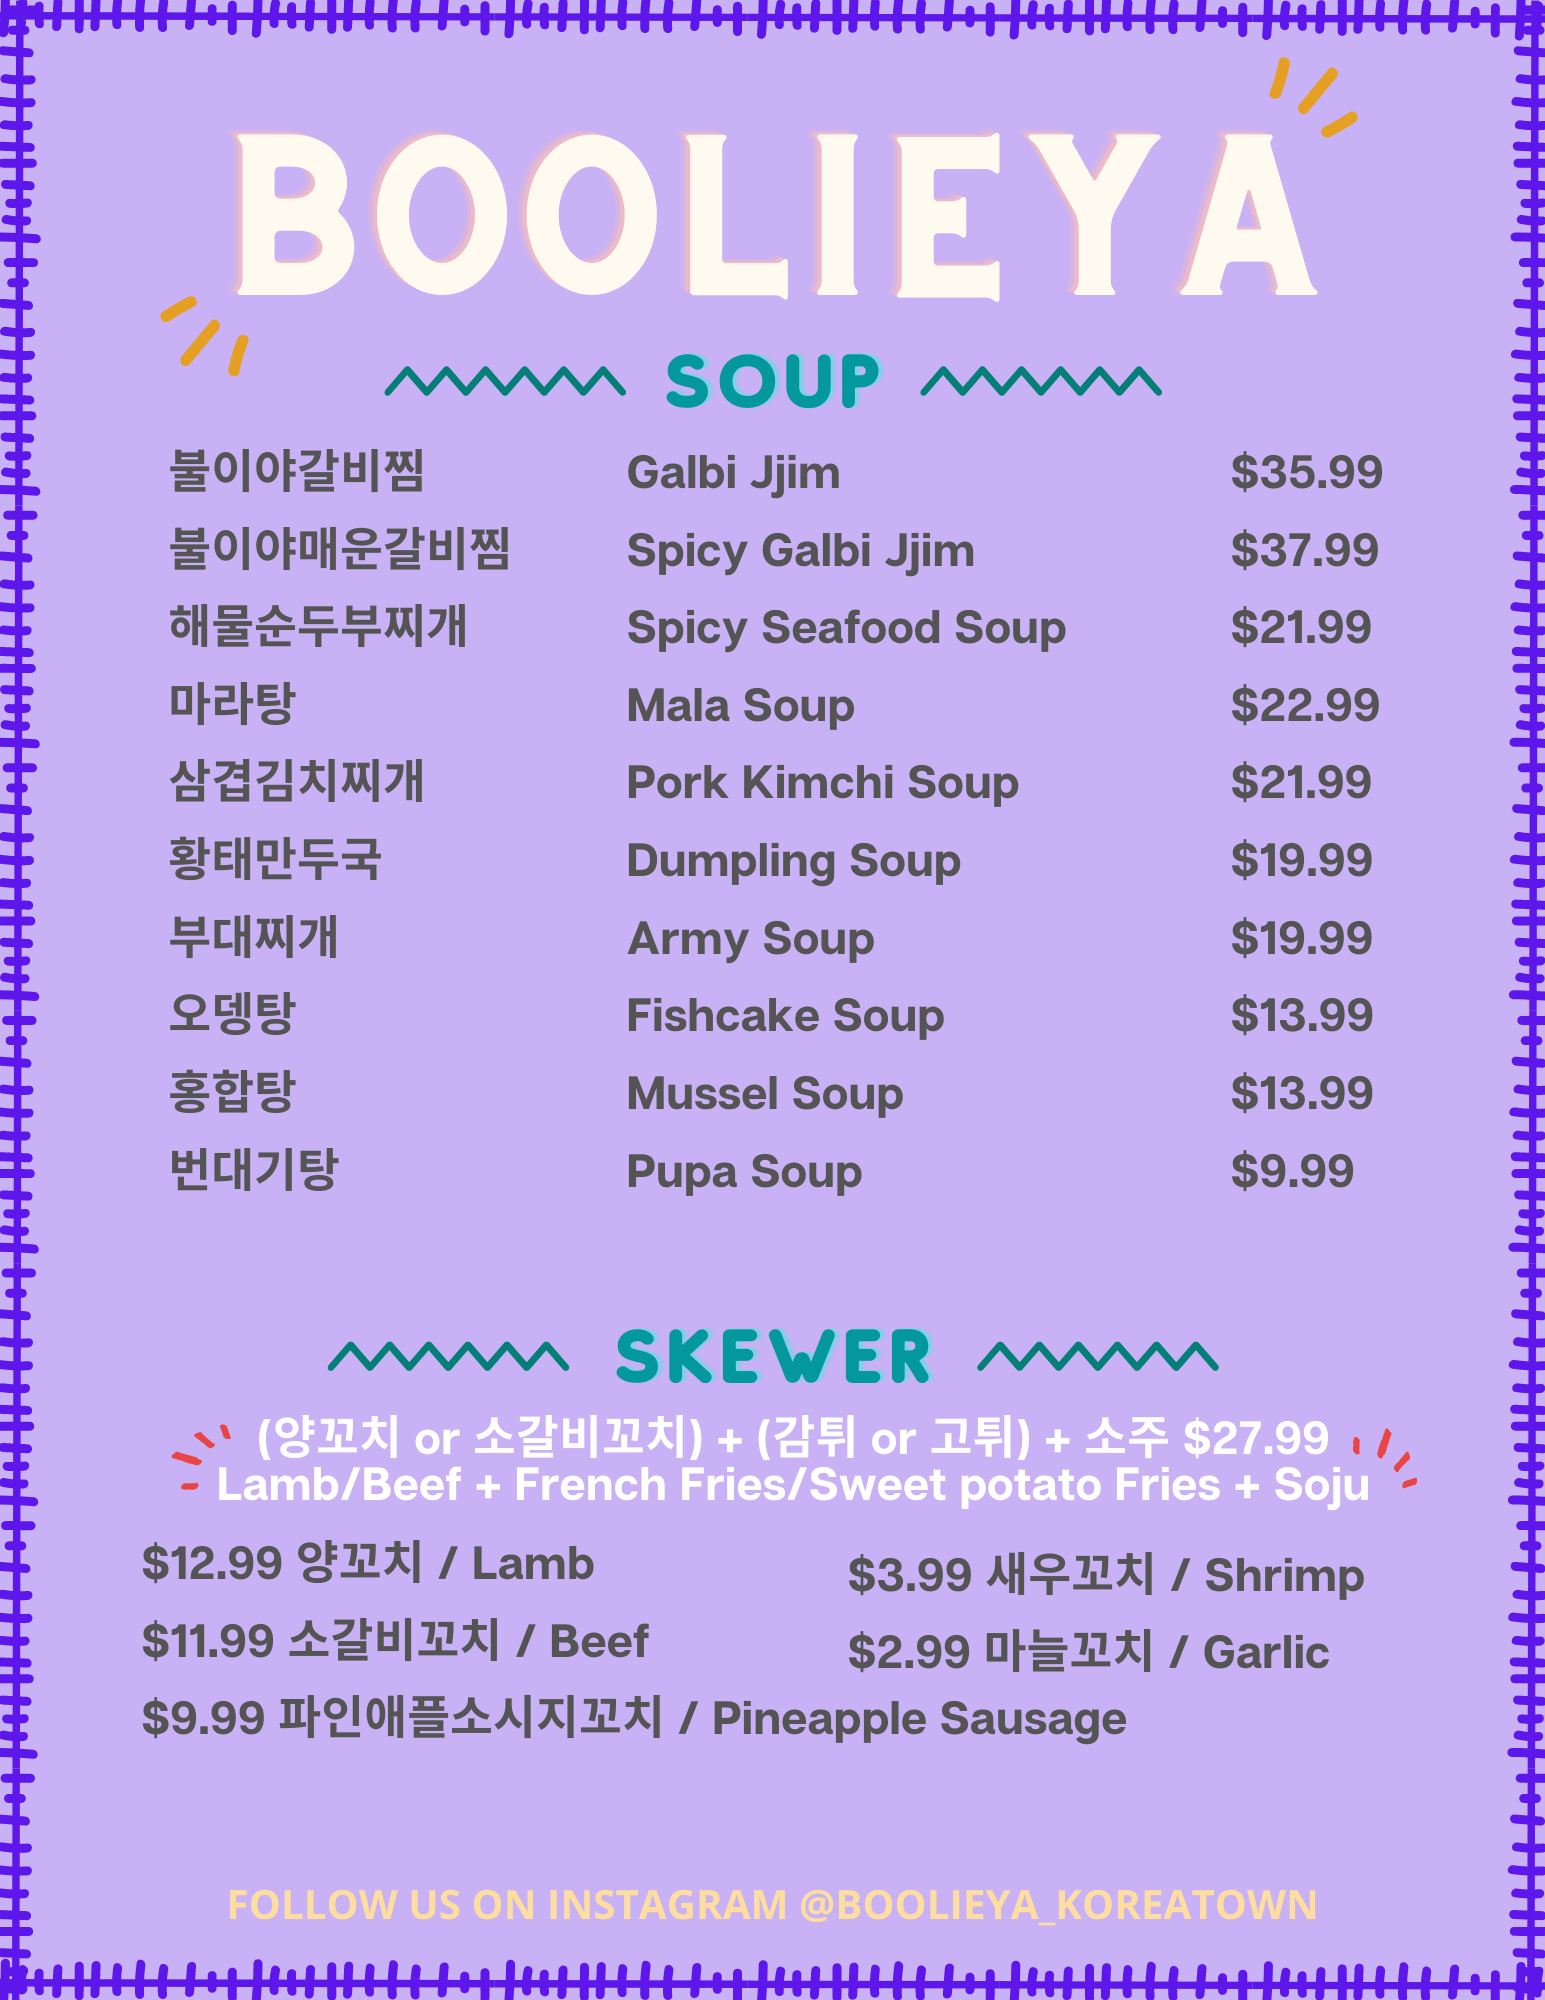 BOOLIEYA
SOUP
불이야갈비찜 Galbi Jjim $35.99
불이야매운갈비찜 Spicy Galbi Jjim $37.99
해물순두부찌개 Spicy Seafood Soup $21.99
마라탕 Mala Soup $22.99
삼겹김치찌개 Pork Kimchi Soup $21.99
황태만두국 Dumpling Soup $19.99
부대찌개 Army Soup $19.99
오뎅탕 Fishcake Soup $13.99
홍합탕 Mussel Soup $13.99
번대기탕 Pupa Soup $9.99
SKEWER
(양꼬치 or 소갈비꼬치) + (감튀 or 고튀) + 소주 $27.99
Lamb/Beef + French Fries/Sweet potato Fries + Soju
$12.99 양꼬치 / Lamb
$3.99 새우꼬치 / Shrimp
$11.99 소갈비꼬치 / Beef
$2.99 마늘꼬치 / Garlic
$9.99 파인애플소시지꼬치 / Pineapple Sausage
FOLLOW US ON INSTAGRAM @BOOLIEYA_KOREATOWN